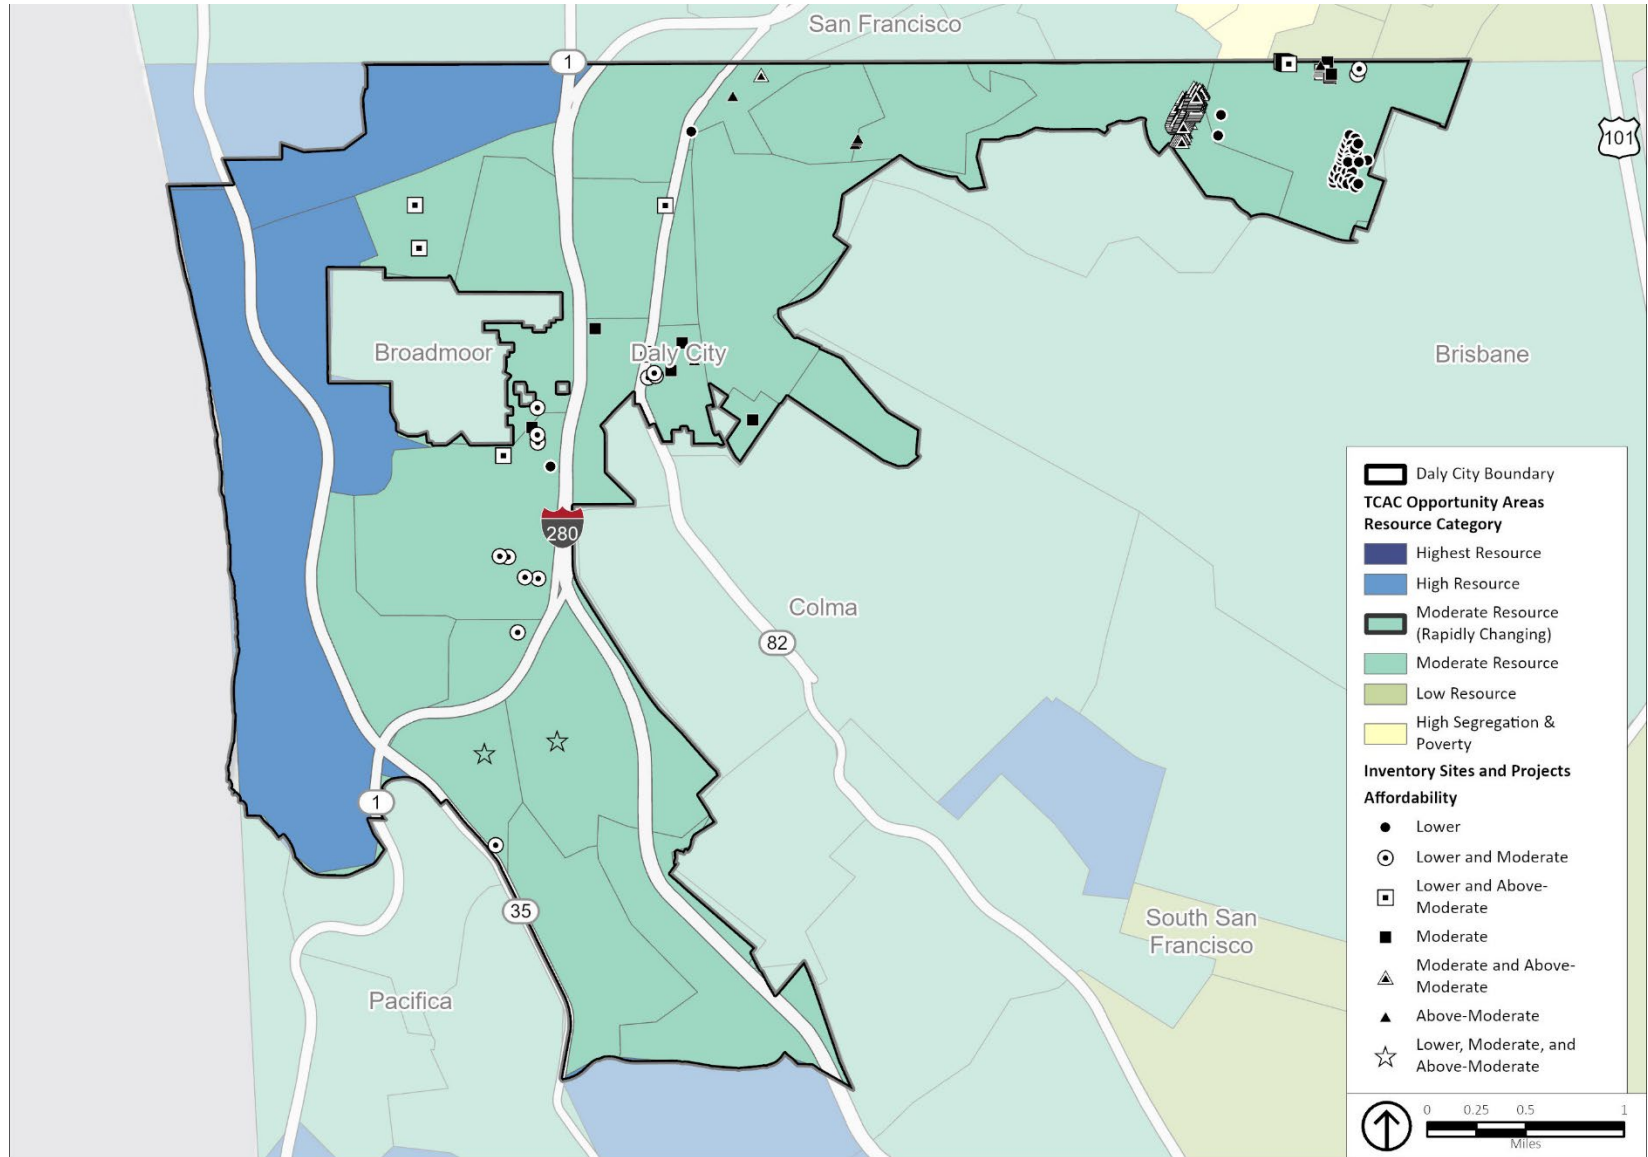 San Francisco
1
101
Broadmoor
Daly City
Brisbane
280
Colma
82
1
35
South San
Francisco
Pacifica
Daly City Boundary
TCAC Opportunity Areas
Resource Category
Highest Resource
High Resource
Moderate Resource
(Rapidly Changing)
Moderate Resource
Low Resource
High Segregation &
Poverty
Inventory Sites and Projects
Affordability
Lower
Lower and Moderate
Lower and Above-
Moderate
Moderate
Moderate and Above-
Moderate
Above-Moderate
Lower, Moderate, and
Above-Moderate
0 0.25 0.5 1
Miles